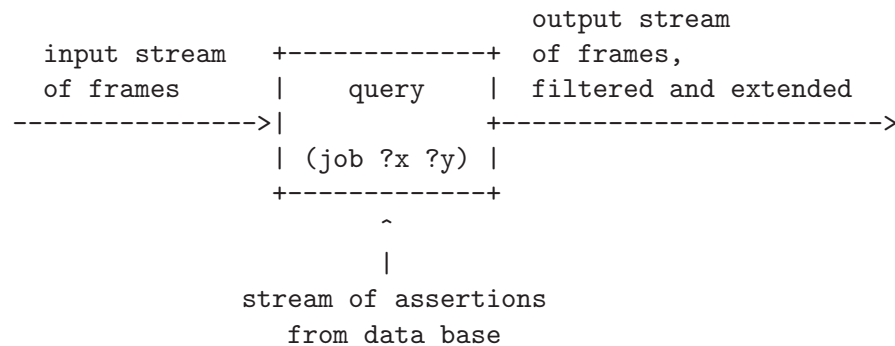 output stream
input stream +-------------+ of frames,
of frames | query | filtered and extended
---------------->| +-------------------------->
| (job ?x ?y) |
+-------------+
^
|
stream of assertions
from data base